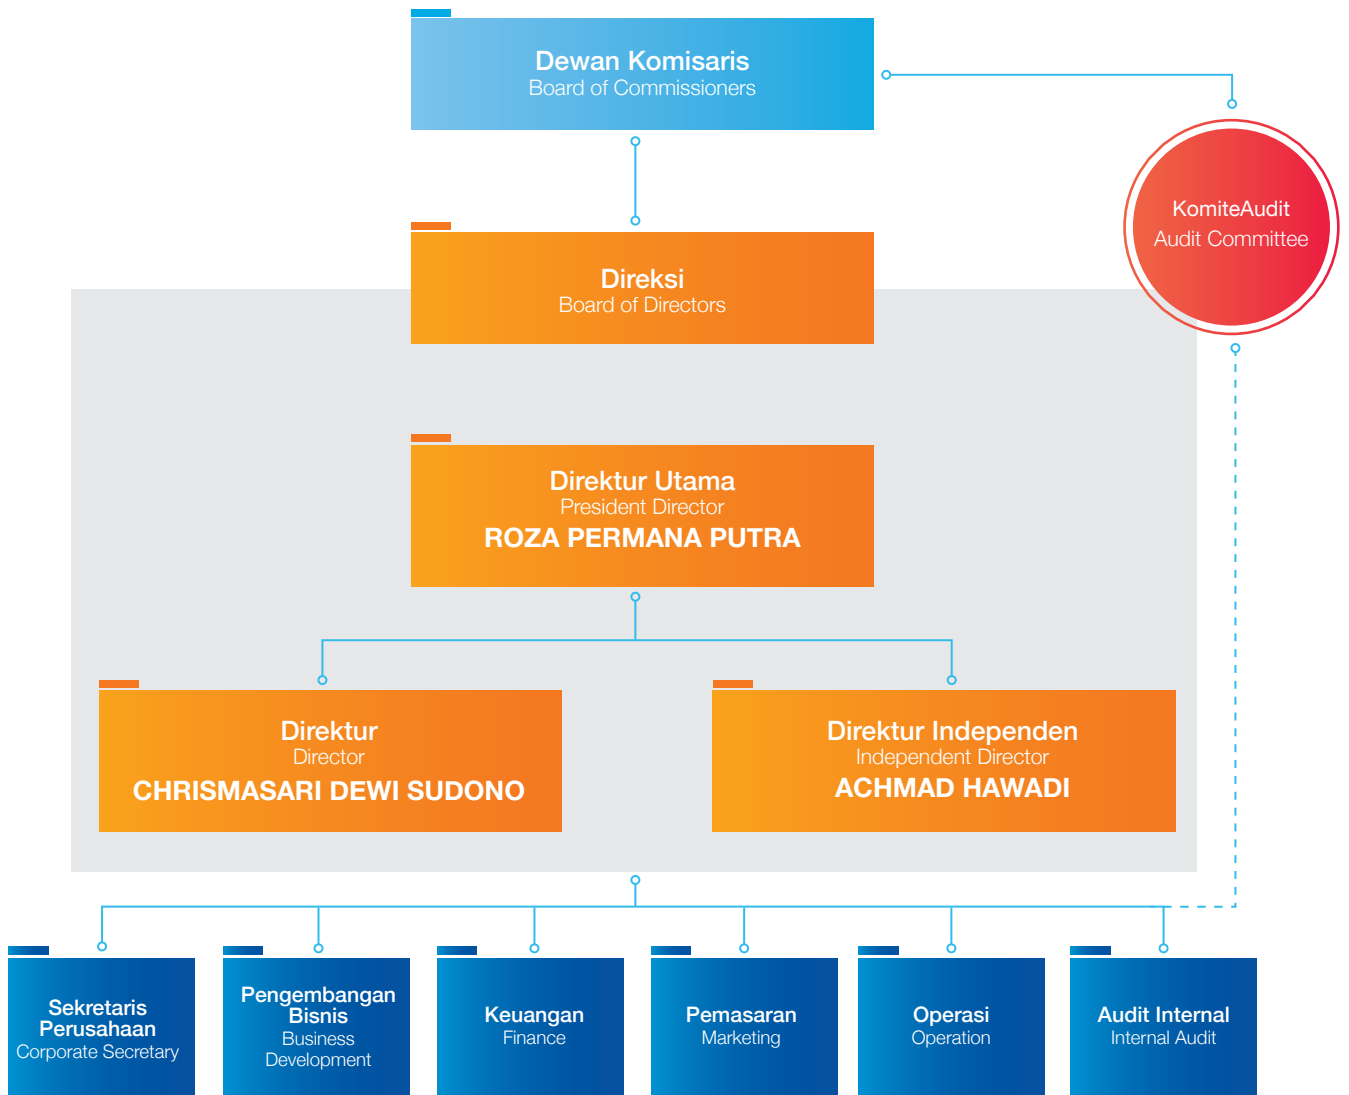 Dewan Komisaris
Board of Commissioners
KomiteAudit
Audit Committee
Direksi
Board of Directors
Direktur Utama
President Director
ROZA PERMANA PUTRA
Direktur
Director
CHRISMASARI DEWI SUDONO
Direktur Independen
Independent Director
ACHMAD HAWADI
Sekretaris
Perusahaan
Corporate Secretary
Pengembangan
Bisnis
Business
Development
Keuangan
Finance
Pemasaran
Marketing
Operasi
Operation
Audit Internal
Internal Audit